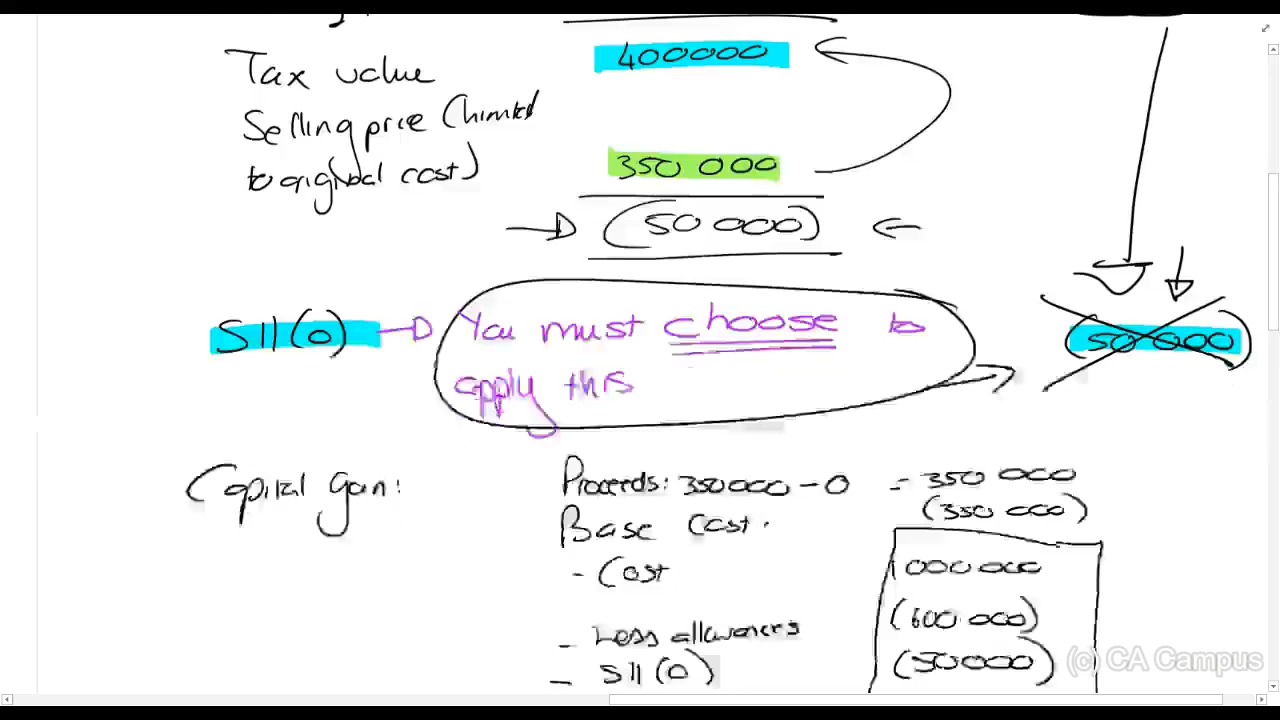 400000
Tax value
Selling price (limited
to original cost) 350 000
(50 000)
S11(o) You must choose to
apply this
(50 000)
Capital gain: Proceeds: 350000 - 0 = 350 000
Base cost (350 000)
- Cost 1000000
- Less allowances (600 000)
- S11(o) (50000)
(c) CA Campus